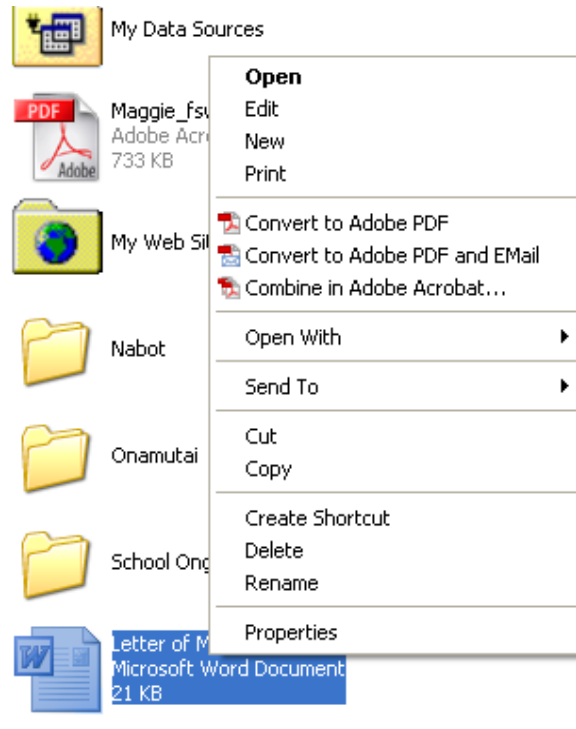 My Data Sources
PDF
Adobe
Maggie_fsu
Adobe Acr
733 KB
My Web Sit
Nabot
Onamutai
School Ong
W
Letter of M
Microsoft Word Document
21 KB
Open
Edit
New
Print
Convert to Adobe PDF
Convert to Adobe PDF and EMail
Combine in Adobe Acrobat...
Open With
Send To
Cut
Copy
Create Shortcut
Delete
Rename
Properties